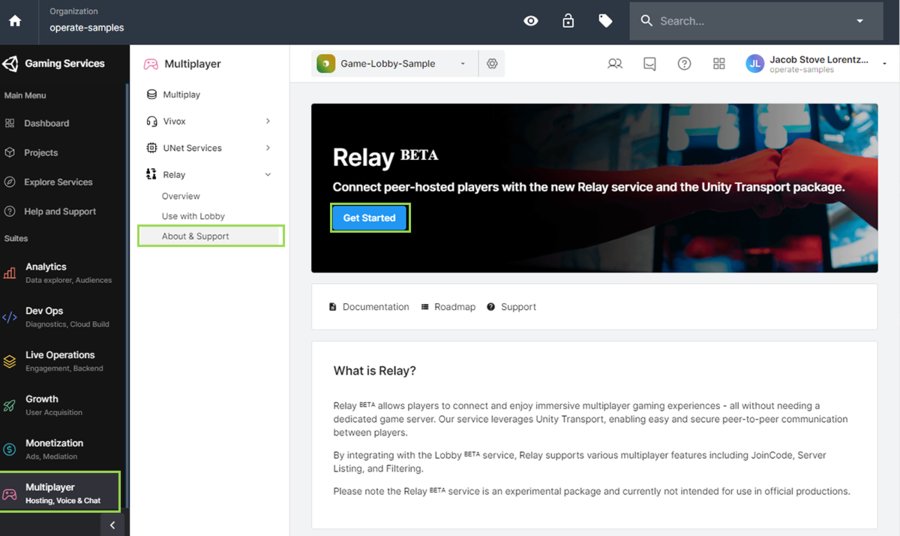 Organization
operate-samples
Search...
Gaming Services
Main Menu
Dashboard
Projects
Explore Services
Help and Support
Suites
Analytics
Data explorer, Audiences
Dev Ops
Diagnostics, Cloud Build
Live Operations
Engagement, Backend
Growth
User Acquisition
Monetization
Ads, Mediation
Multiplayer
Hosting, Voice & Chat
Multiplayer
Multiplay
Vivox
UNet Services
Relay
Overview
Use with Lobby
About & Support
Game-Lobby-Sample
JL
Jacob Stove Lorentz...
operate-samples
Relay BETA
Connect peer-hosted players with the new Relay service and the Unity Transport package.
Get Started
Documentation
Roadmap
Support
What is Relay?
Relay BETA allows players to connect and enjoy immersive multiplayer gaming experiences - all without needing a
dedicated game server. Our service leverages Unity Transport, enabling easy and secure peer-to-peer communication
between players.
By integrating with the Lobby BETA service, Relay supports various multiplayer features including JoinCode, Server
Listing, and Filtering.
Please note the Relay BETA service is an experimental package and currently not intended for use in official productions.